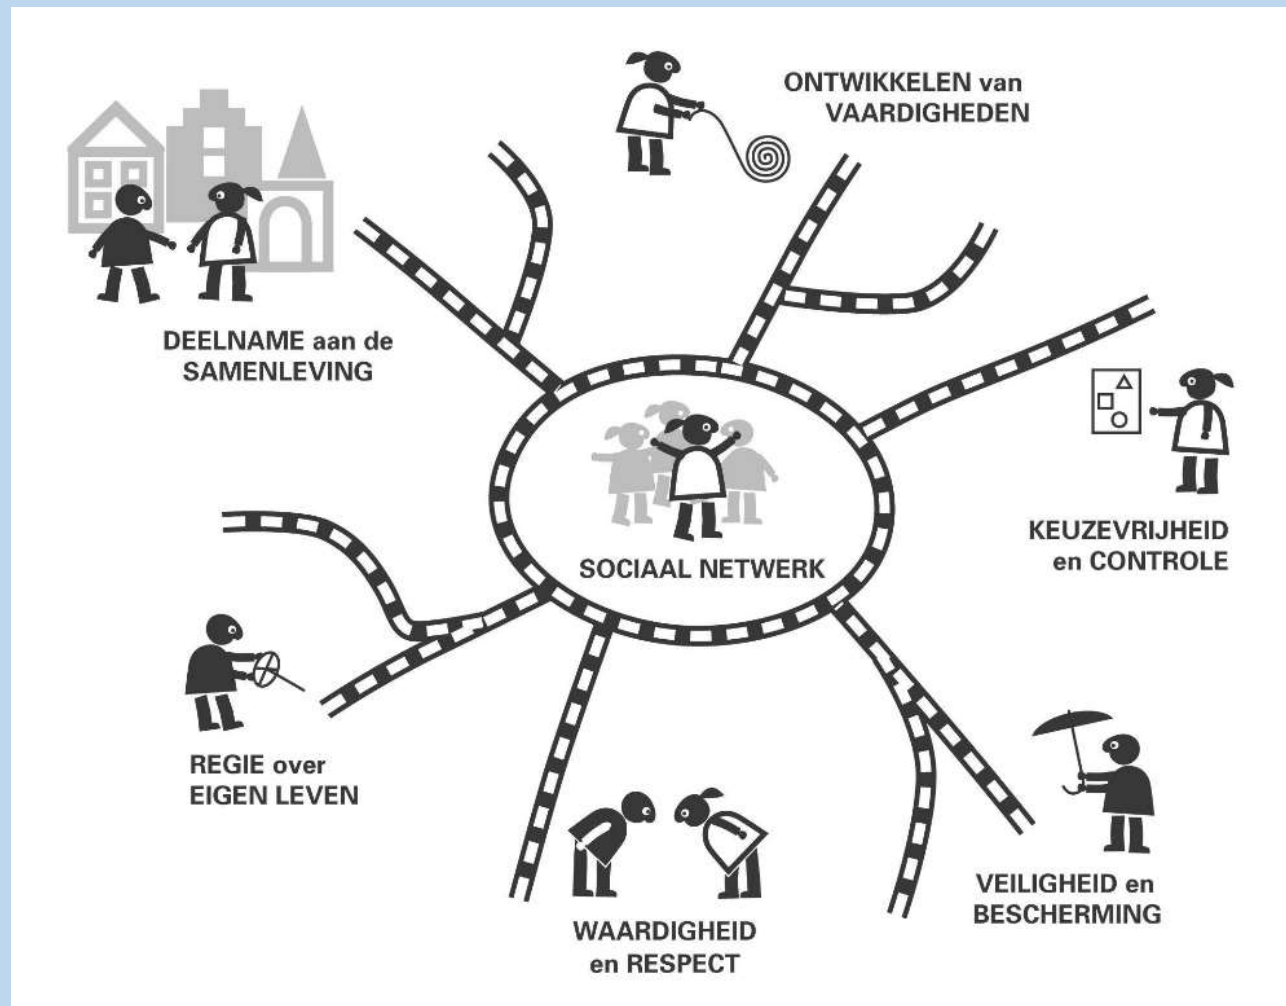 ONTWIKKELEN van
VAARDIGHEDEN
DEELNAME aan de
SAMENLEVING
KEUZEVRIJHEID
en CONTROLE
SOCIAAL NETWERK
REGIE over
EIGEN LEVEN
VEILIGHEID en
BESCHERMING
WAARDIGHEID
en RESPECT